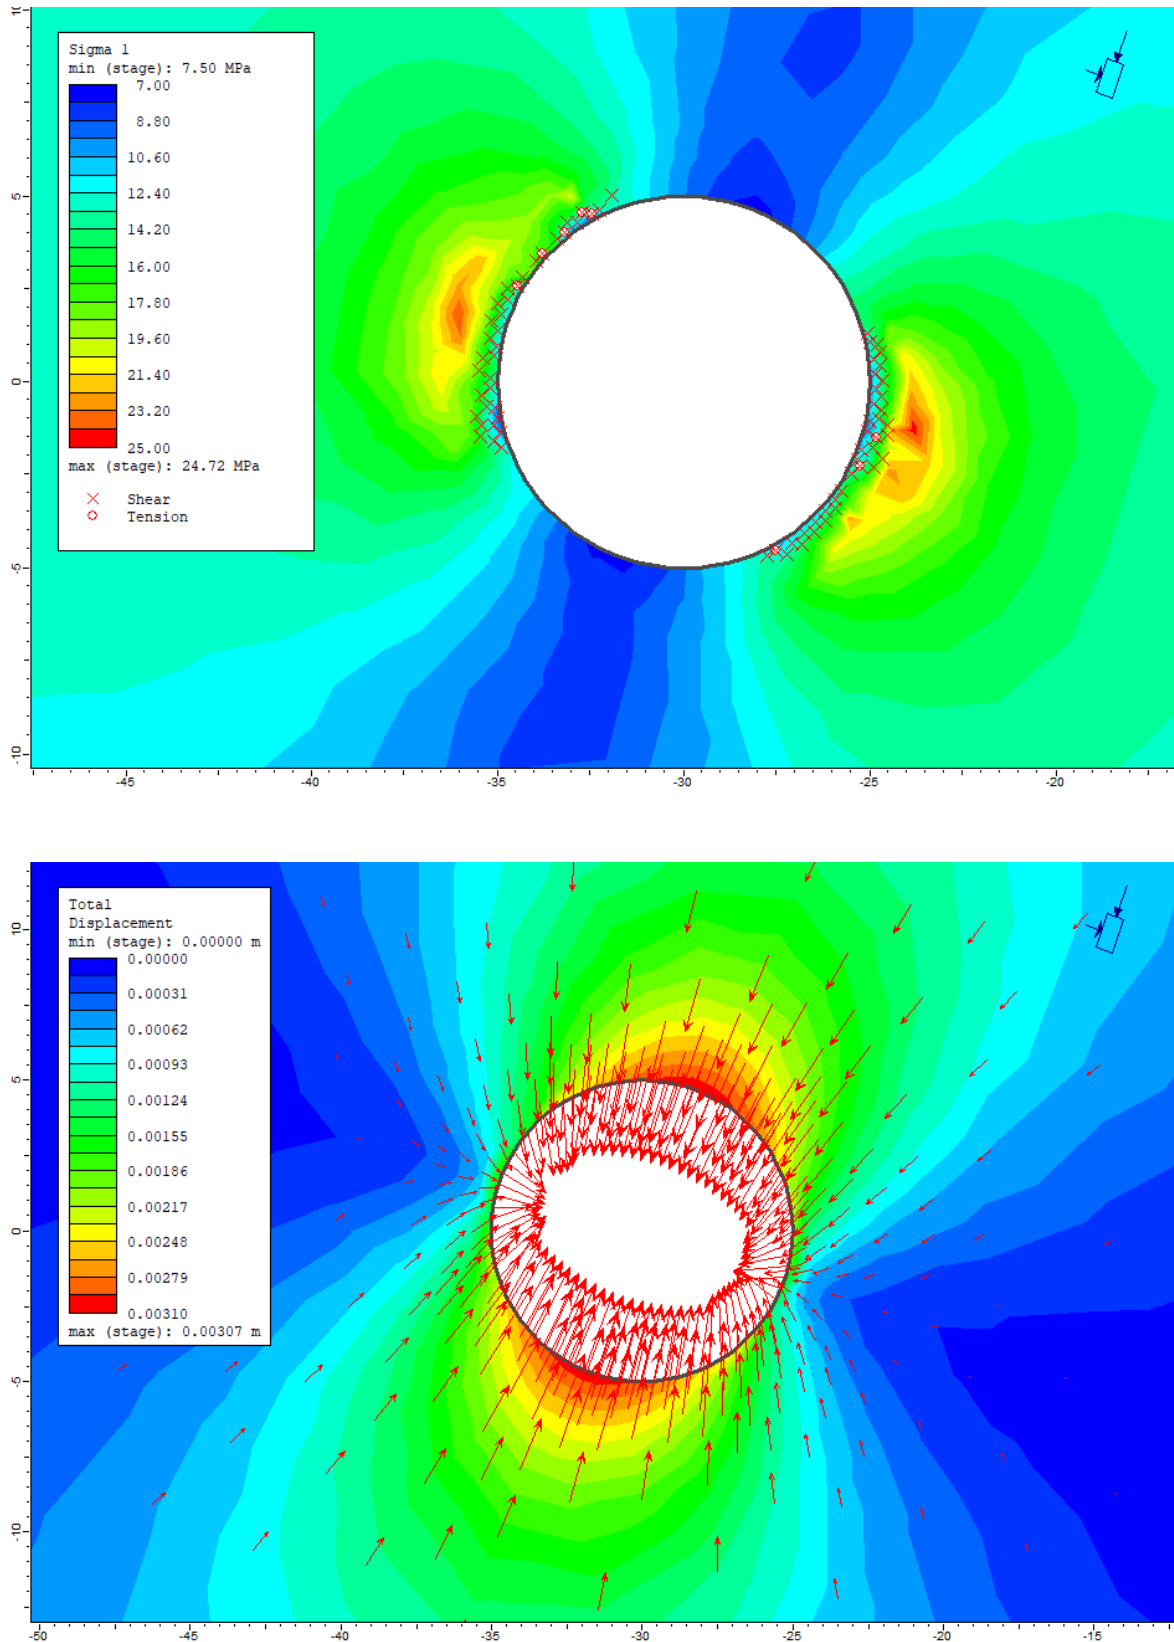 10
5
0
-5
-10
Sigma 1
min (stage): 7.50 MPa
7.00
8.80
10.60
12.40
14.20
16.00
17.80
19.60
21.40
23.20
25.00
max (stage): 24.72 MPa
Shear
Tension
-45 -40 -35 -30 -25 -20
10
5
0
-5
-10
Total
Displacement
min (stage): 0.00000 m
0.00000
0.00031
0.00062
0.00093
0.00124
0.00155
0.00186
0.00217
0.00248
0.00279
0.00310
max (stage): 0.00307 m
-50 -45 -40 -35 -30 -25 -20 -15